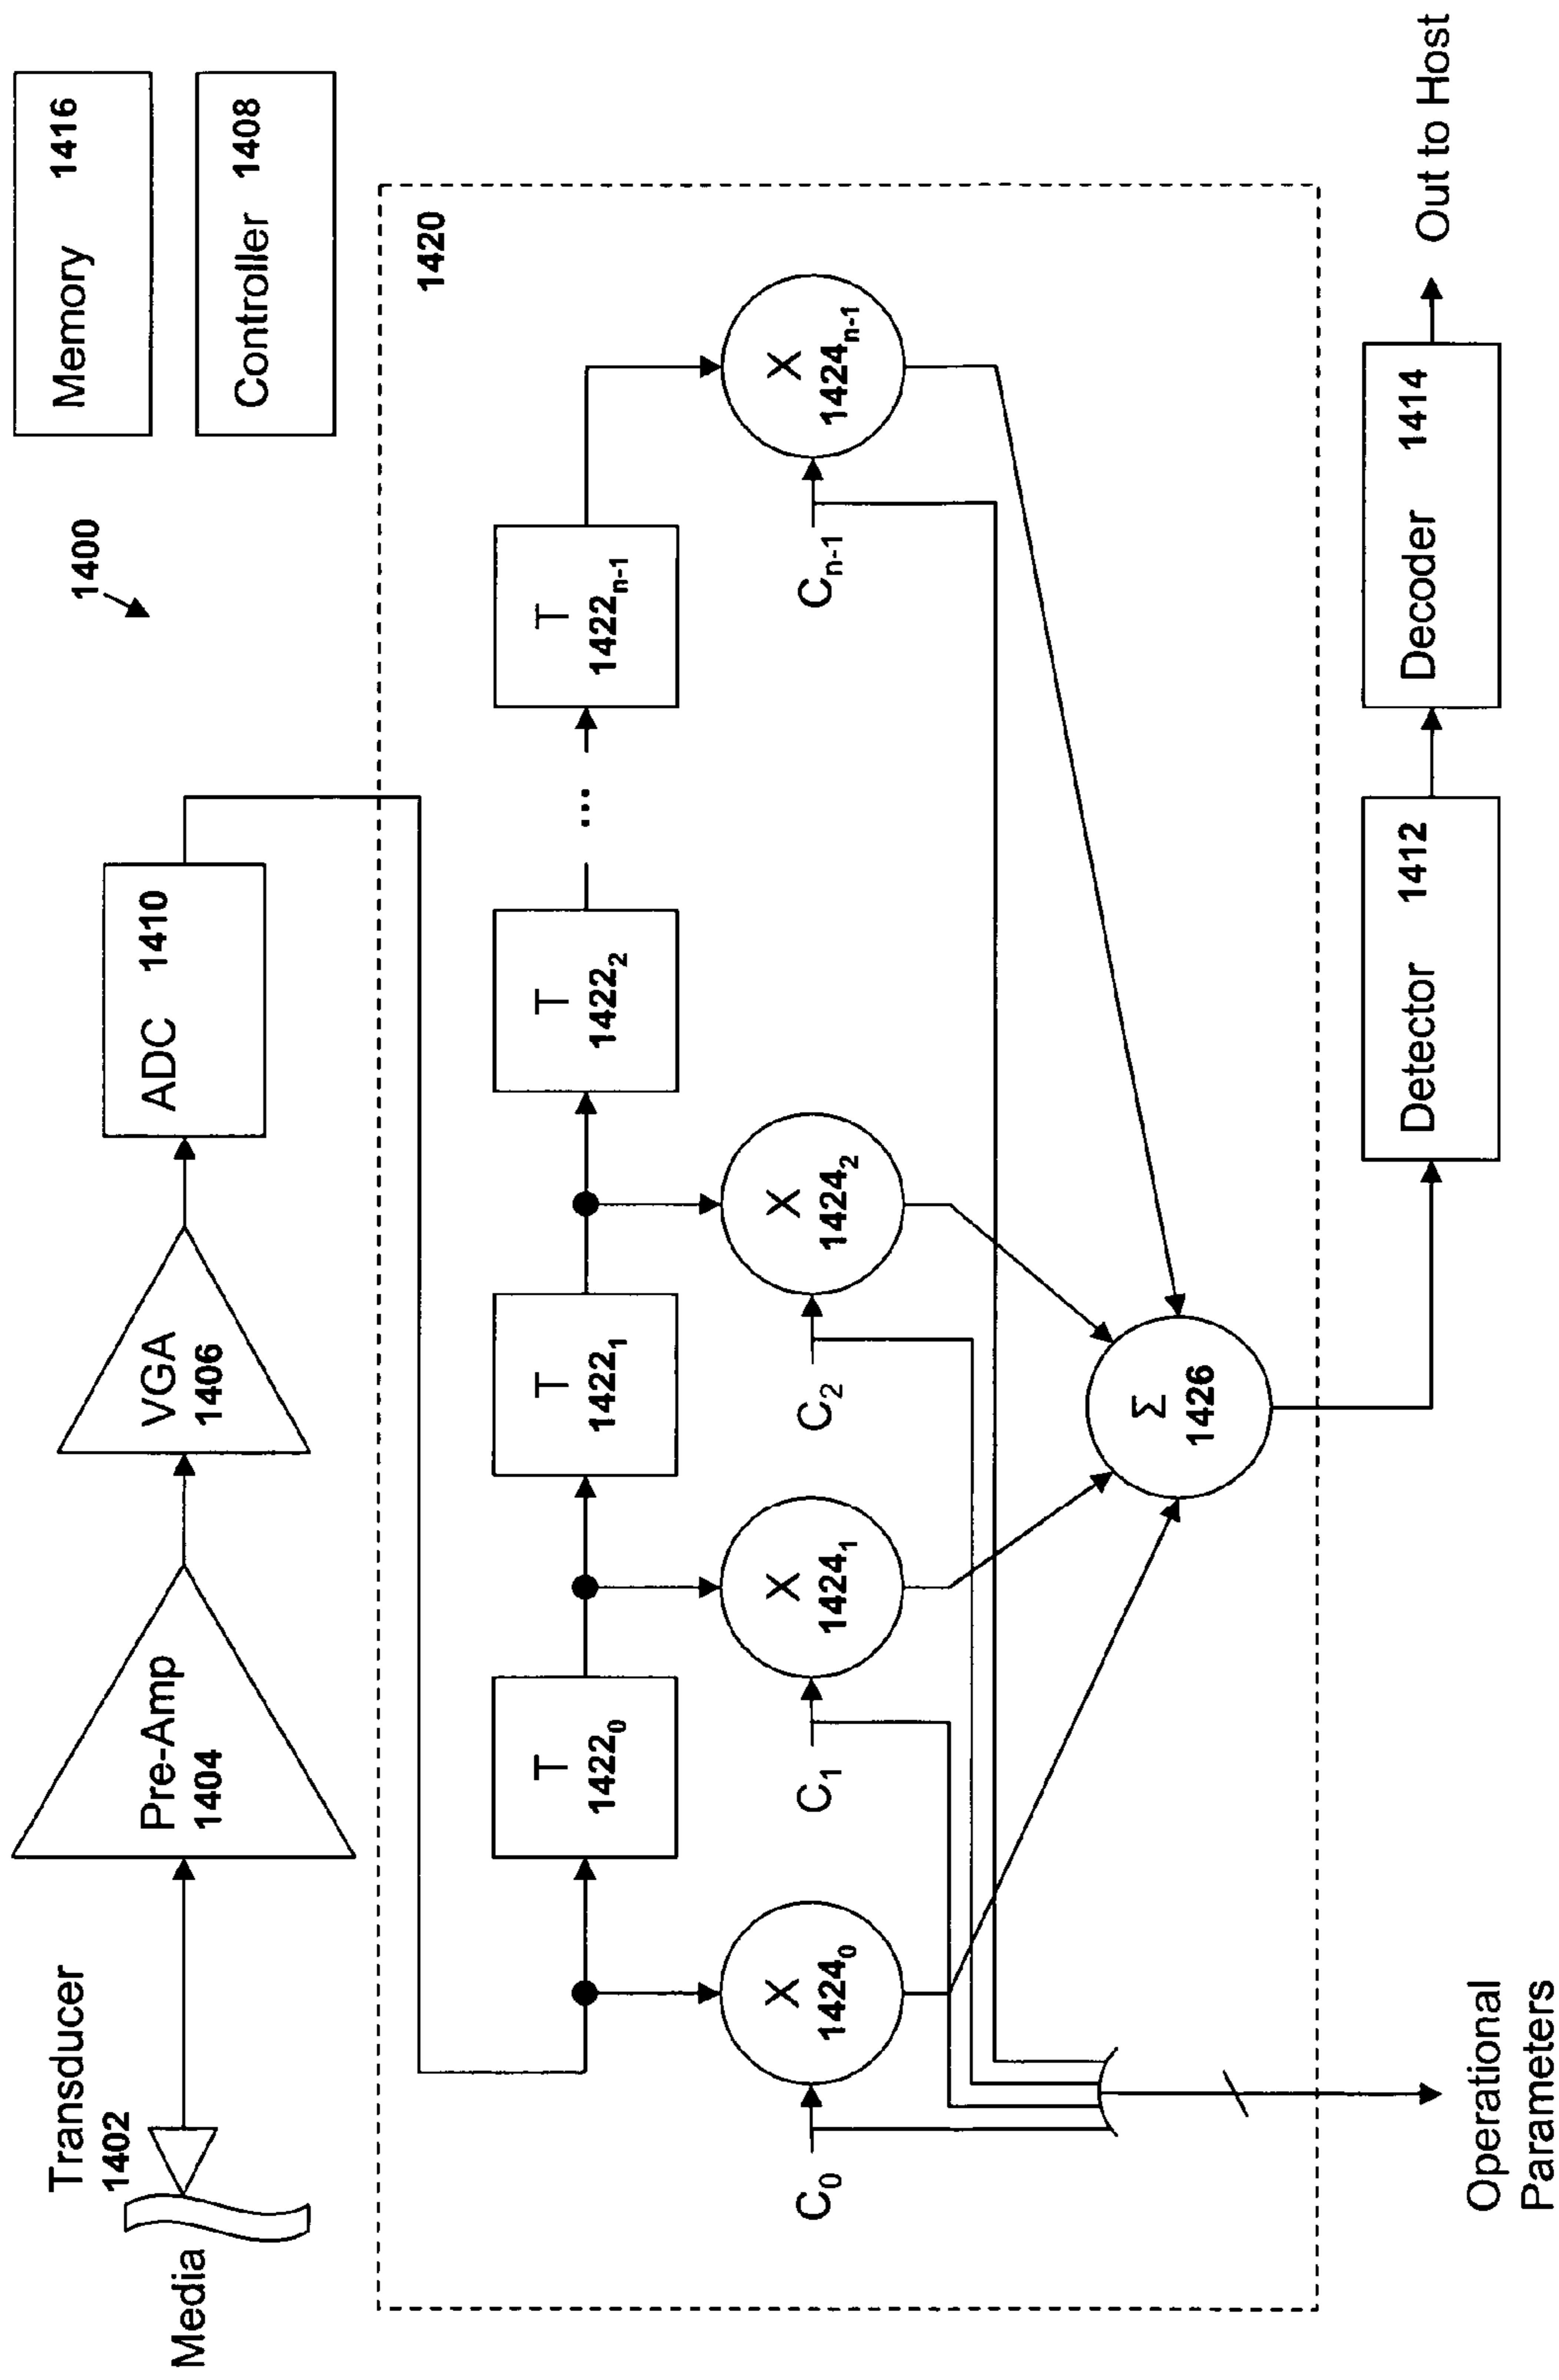 1400
Memory 1416
Controller 1408
Transducer
1402
Media
Pre-Amp
1404
VGA
1406
ADC 1410
1420
T
1422₀
T
1422₁
T
1422₂
...
T
1422ₙ₋₁
C₀
X
1424₀
C₁
X
1424₁
C₂
X
1424₂
Cₙ₋₁
X
1424ₙ₋₁
Σ
1426
Operational
Parameters
Detector 1412
Decoder 1414
Out to Host